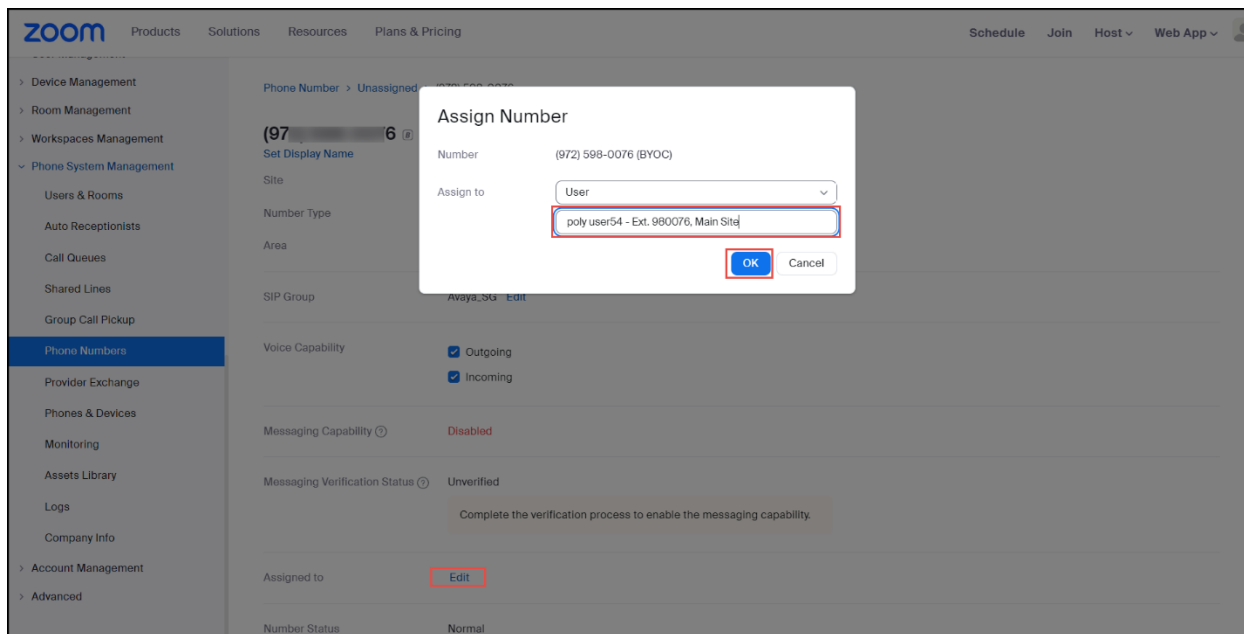 zoom Products Solutions Resources Plans & Pricing Schedule Join Host Web App
Device Management
Room Management
Workspaces Management
Phone System Management
Users & Rooms
Auto Receptionists
Call Queues
Shared Lines
Group Call Pickup
Phone Numbers
Provider Exchange
Phones & Devices
Monitoring
Assets Library
Logs
Company Info
Account Management
Advanced
Phone Number > Unassigned
(97 6
Set Display Name
Site
Number Type
Area
SIP Group Avaya_SG Edit
Voice Capability Outgoing
Incoming
Messaging Capability Disabled
Messaging Verification Status Unverified
Complete the verification process to enable the messaging capability.
Assigned to Edit
Number Status Normal
Assign Number
Number (972) 598-0076 (BYOC)
Assign to User
poly user54 - Ext. 980076, Main Site
OK Cancel